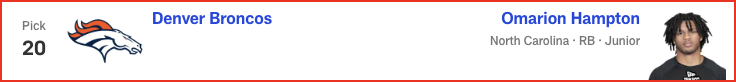 Pick
20
Denver Broncos
Omarion Hampton
North Carolina · RB · Junior